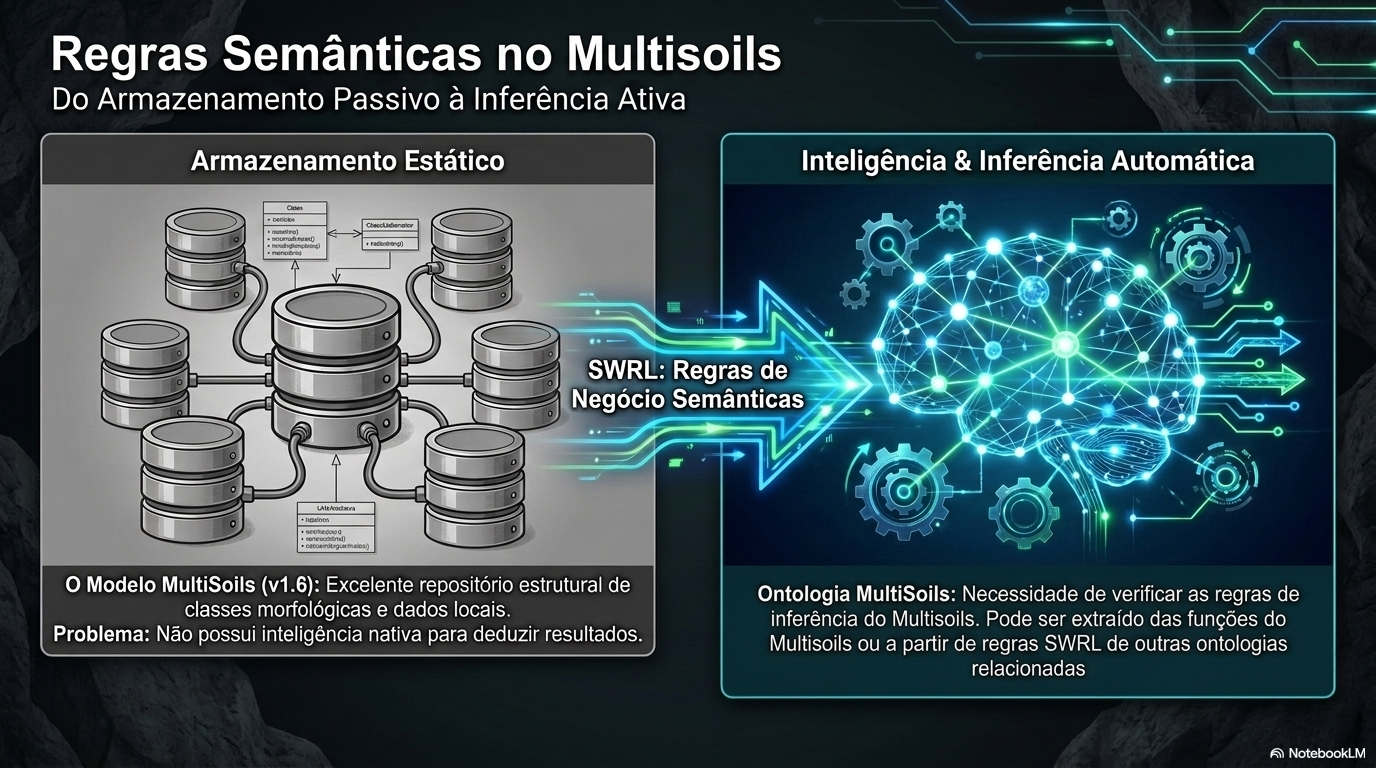 Regras Semânticas no Multisoils
Do Armazenamento Passivo à Inferência Ativa
Armazenamento Estático
SWRL: Regras de
Negócio Semânticas
O Modelo MultiSoils (v1.6): Excelente repositório estrutural de
classes morfológicas e dados locais.
Problema: Não possui inteligência nativa para deduzir resultados.
Inteligência & Inferência Automática
Ontologia MultiSoils: Necessidade de verificar as regras de
inferência do Multisoils. Pode ser extraído das funções do
Multisoils ou a partir de regras SWRL de outras ontologias
relacionadas
NotebookLM